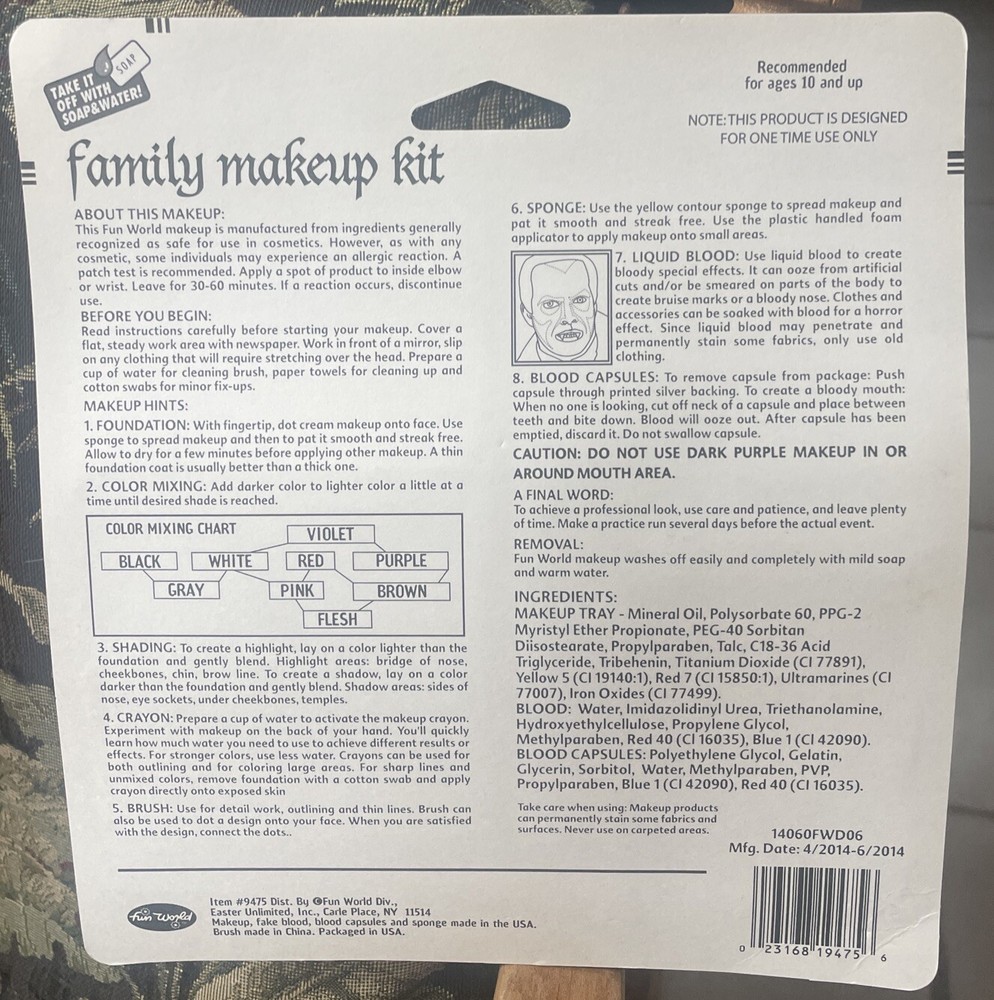 TAKE IT
OFF WITH
SOAP&WATER!
SOAP
Recommended
for ages 10 and up
NOTE:THIS PRODUCT IS DESIGNED
FOR ONE TIME USE ONLY
family makeup kit
ABOUT THIS MAKEUP:
This Fun World makeup is manufactured from ingredients generally
recognized as safe for use in cosmetics. However, as with any
cosmetic, some individuals may experience an allergic reaction. A
patch test is recommended. Apply a spot of product to inside elbow
or wrist. Leave for 30-60 minutes. If a reaction occurs, discontinue
use.
BEFORE YOU BEGIN:
Read instructions carefully before starting your makeup. Cover a
flat, steady work area with newspaper. Work in front of a mirror, slip
on any clothing that will require stretching over the head. Prepare a
cup of water for cleaning brush, paper towels for cleaning up and
cotton swabs for minor fix-ups.
MAKEUP HINTS:
1. FOUNDATION: With fingertip, dot cream makeup onto face. Use
sponge to spread makeup and then to pat it smooth and streak free.
Allow to dry for a few minutes before applying other makeup. A thin
foundation coat is usually better than a thick one.
2. COLOR MIXING: Add darker color to lighter color a little at a
time until desired shade is reached.
COLOR MIXING CHART
VIOLET
BLACK WHITE RED PURPLE
GRAY PINK BROWN
FLESH
3. SHADING: To create a highlight, lay on a color lighter than the
foundation and gently blend. Highlight areas: bridge of nose,
cheekbones, chin, brow line. To create a shadow, lay on a color
darker than the foundation and gently blend. Shadow areas: sides of
nose, eye sockets, under cheekbones, temples.
4. CRAYON: Prepare a cup of water to activate the makeup crayon.
Experiment with makeup on the back of your hand. You'll quickly
learn how much water you need to use to achieve different results or
effects. For stronger colors, use less water. Crayons can be used for
both outlining and for coloring large areas. For sharp lines and
unmixed colors, remove foundation with a cotton swab and apply
crayon directly onto exposed skin
5. BRUSH: Use for detail work, outlining and thin lines. Brush can
also be used to dot a design onto your face. When you are satisfied
with the design, connect the dots..
6. SPONGE: Use the yellow contour sponge to spread makeup and
pat it smooth and streak free. Use the plastic handled foam
applicator to apply makeup onto small areas.
7. LIQUID BLOOD: Use liquid blood to create
bloody special effects. It can ooze from artificial
cuts and/or be smeared on parts of the body to
create bruise marks or a bloody nose. Clothes and
accessories can be soaked with blood for a horror
effect. Since liquid blood may penetrate and
permanently stain some fabrics, only use old
clothing.
8. BLOOD CAPSULES: To remove capsule from package: Push
capsule through printed silver backing. To create a bloody mouth:
When no one is looking, cut off neck of a capsule and place between
teeth and bite down. Blood will ooze out. After capsule has been
emptied, discard it. Do not swallow capsule.
CAUTION: DO NOT USE DARK PURPLE MAKEUP IN OR
AROUND MOUTH AREA.
A FINAL WORD:
To achieve a professional look, use care and patience, and leave plenty
of time. Make a practice run several days before the actual event.
REMOVAL:
Fun World makeup washes off easily and completely with mild soap
and warm water.
INGREDIENTS:
MAKEUP TRAY - Mineral Oil, Polysorbate 60, PPG-2
Myristyl Ether Propionate, PEG-40 Sorbitan
Diisostearate, Propylparaben, Talc, C18-36 Acid
Triglyceride, Tribehenin, Titanium Dioxide (CI 77891),
Yellow 5 (CI 19140:1), Red 7 (CI 15850:1), Ultramarines (CI
77007), Iron Oxides (CI 77499).
BLOOD: Water, Imidazolidinyl Urea, Triethanolamine,
Hydroxyethylcellulose, Propylene Glycol,
Methylparaben, Red 40 (CI 16035), Blue 1 (CI 42090).
BLOOD CAPSULES: Polyethylene Glycol, Gelatin,
Glycerin, Sorbitol, Water, Methylparaben, PVP,
Propylparaben, Blue 1 (CI 42090), Red 40 (CI 16035).
Take care when using: Makeup products
can permanently stain some fabrics and
surfaces. Never use on carpeted areas.
14060FWD06
Mfg. Date: 4/2014-6/2014
fun world
Item #9475 Dist. By ©Fun World Div.,
Easter Unlimited, Inc., Carle Place, NY 11514
Makeup, fake blood, blood capsules and sponge made in the USA.
Brush made in China. Packaged in USA.
0 23168 19475 6